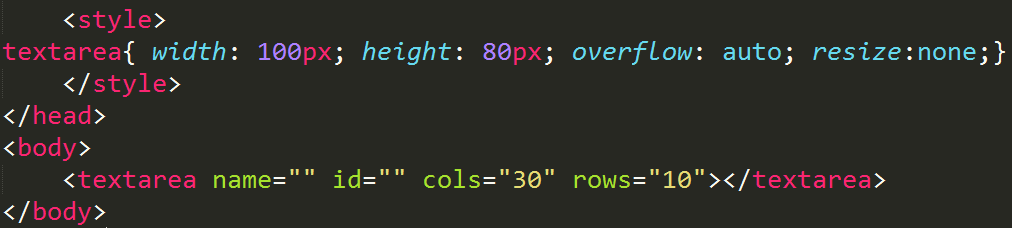 <style>
textarea{ width: 100px; height: 80px; overflow: auto; resize:none;}
</style>
</head>
<body>
<textarea name="" id="" cols="30" rows="10"></textarea>
</body>